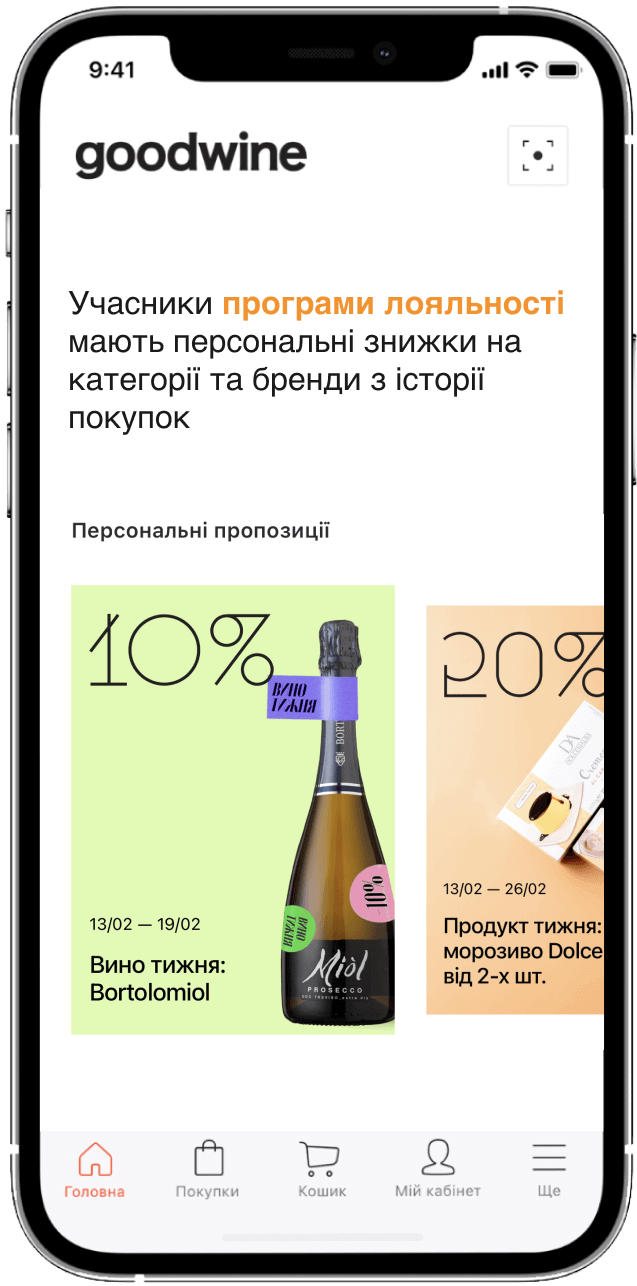 9:41
goodwine
Учасники програми лояльності
мають персональні знижки на
категорії та бренди з історії
покупок
Персональні пропозиції
10%
ВИНО
ТИЖНЯ
BORT
-10%
ВИНО
ТИЖНЯ
Miòl
PROSECCO
13/02 — 19/02
Вино тижня:
Bortolomiol
20%
DA
13/02 — 26/02
Продукт тижня:
морозиво Dolce
від 2-х шт.
Головна
Покупки
Кошик
Мій кабінет
Ще